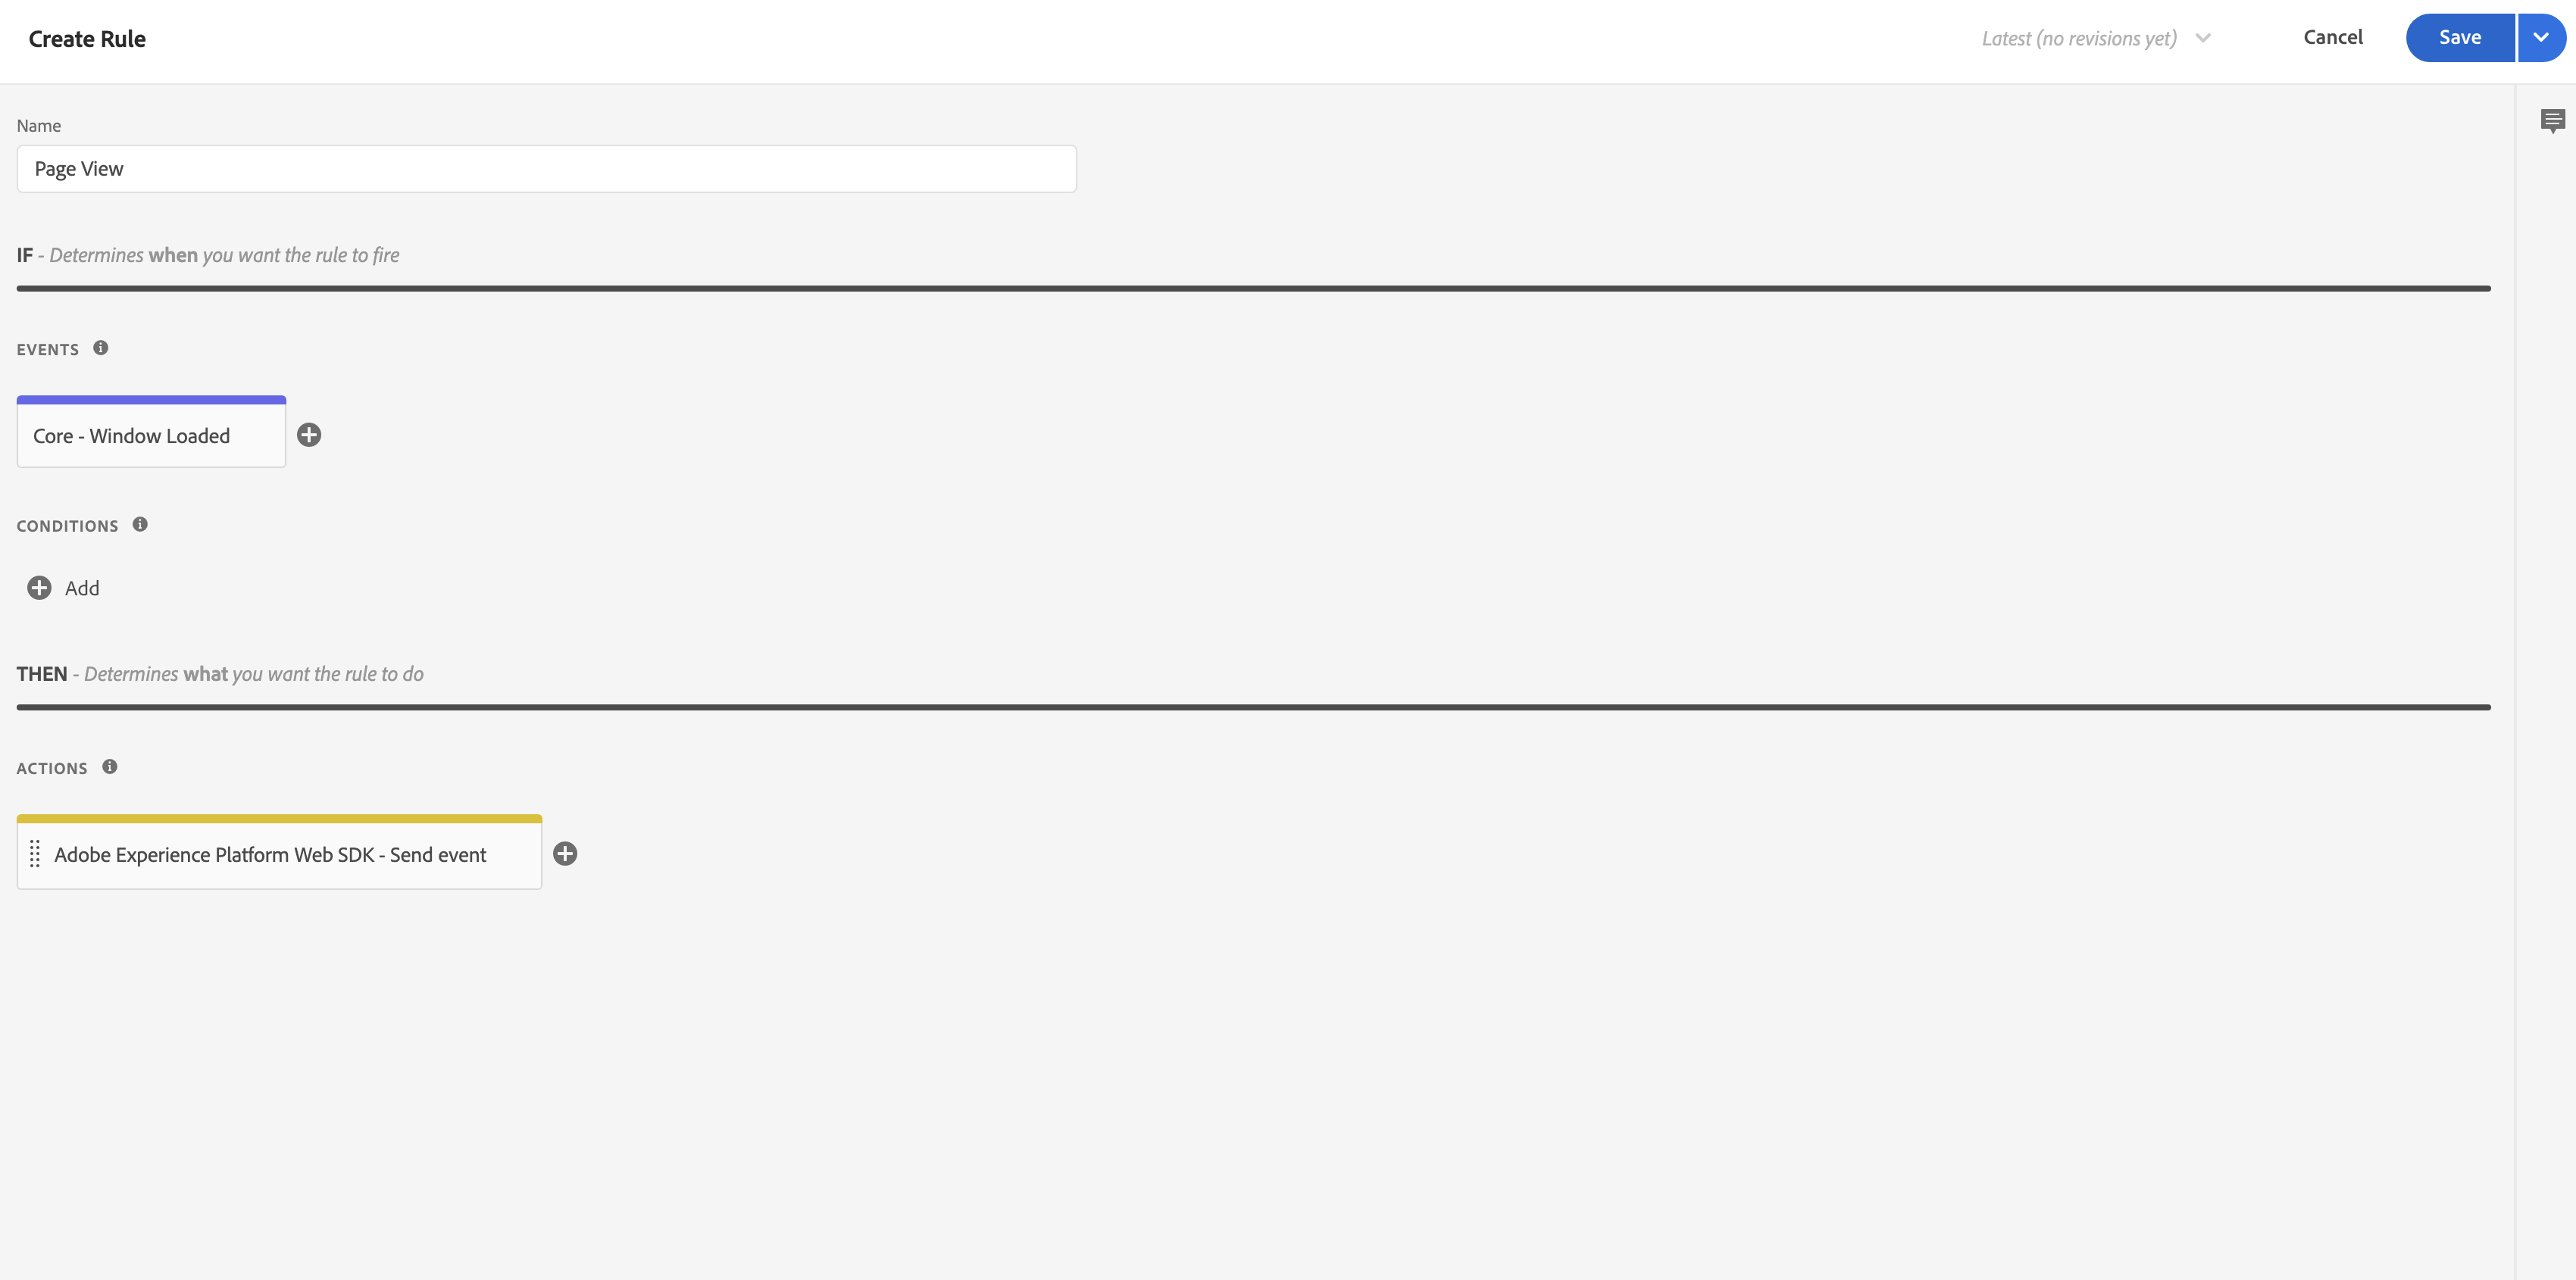 Create Rule
Latest (no revisions yet)
Cancel
Save
Name
Page View
IF - Determines when you want the rule to fire
EVENTS
Core - Window Loaded
CONDITIONS
Add
THEN - Determines what you want the rule to do
ACTIONS
Adobe Experience Platform Web SDK - Send event